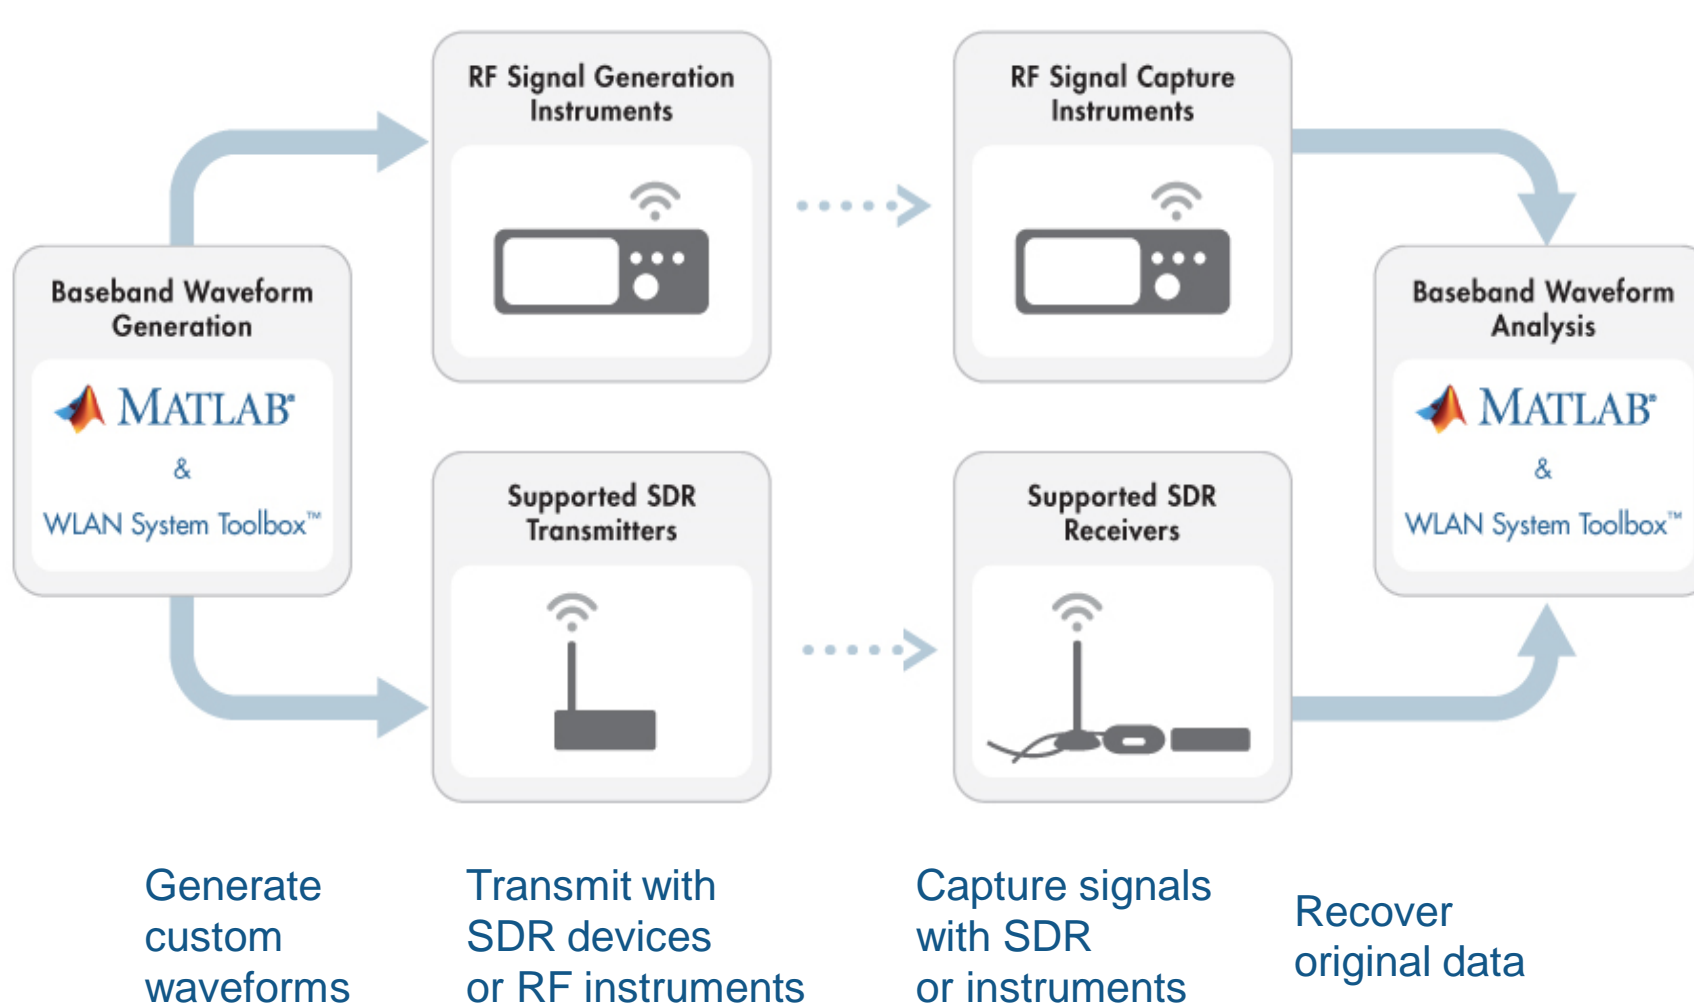 RF Signal Generation
Instruments
RF Signal Capture
Instruments
Baseband Waveform
Generation
MATLAB®
&
WLAN System Toolbox™
Baseband Waveform
Analysis
MATLAB®
&
WLAN System Toolbox™
Supported SDR
Transmitters
Supported SDR
Receivers
Generate
custom
waveforms
Transmit with
SDR devices
or RF instruments
Capture signals
with SDR
or instruments
Recover
original data